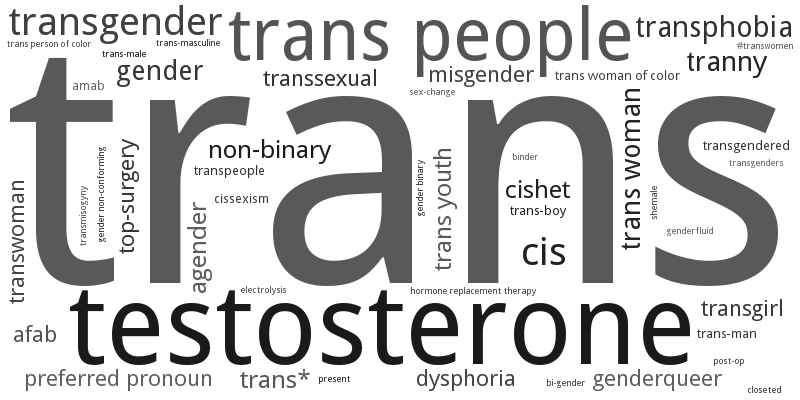 transgender
trans people
transphobia
trans person of color
trans-male
trans-masculine
#transwomen
gender
transsexual
misgender
trans woman of color
tranny
amab
sex-change
trans
non-binary
transpeople
cissexism
binder
cishet
trans-boy
cis
transgendered
transgenders
genderfluid
transwoman
transmisogyny
gender non-conforming
top-surgery
agender
gender binary
trans youth
trans woman
shemale
electrolysis
hormone replacement therapy
testosterone
transgirl
afab
trans-man
post-op
preferred pronoun
trans*
present
dysphoria
bi-gender
genderqueer
closeted